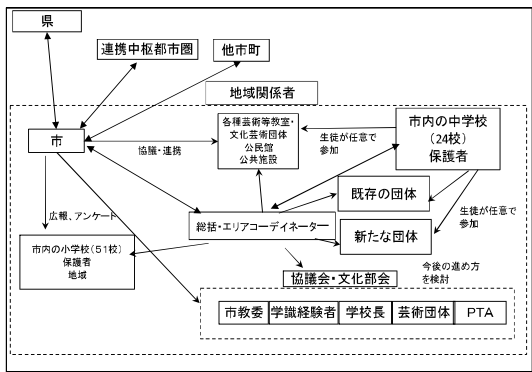 県
連携中枢都市圏
他市町
地域関係者
市
各種芸術等教室・
文化芸術団体
公民館
公共施設
市内の中学校
(24校)
保護者
生徒が任意で
参加
協議・連携
既存の団体
生徒が任意で
参加
広報、アンケート
総括・エリアコーデイネーター
新たな団体
市内の小学校(51校)
保護者
地域
協議会・文化部会
今後の進め方
を検討
市教委
学識経験者
学校長
芸術団体
PTA